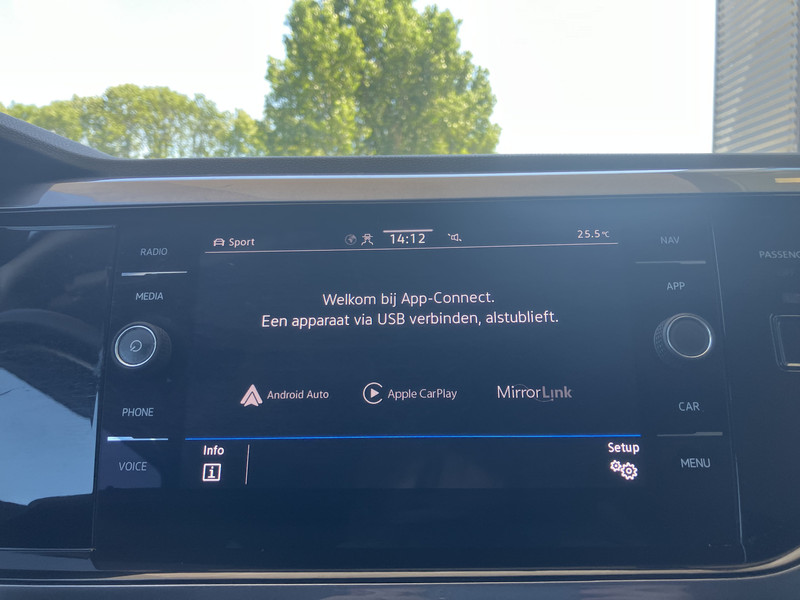 RADIO
MEDIA
PHONE
VOICE
Sport
14:12
25.5°C
Welkom bij App-Connect.
Een apparaat via USB verbinden, alstublieft.
Android Auto
Apple CarPlay
MirrorLink
Info
Setup
NAV
APP
CAR
MENU